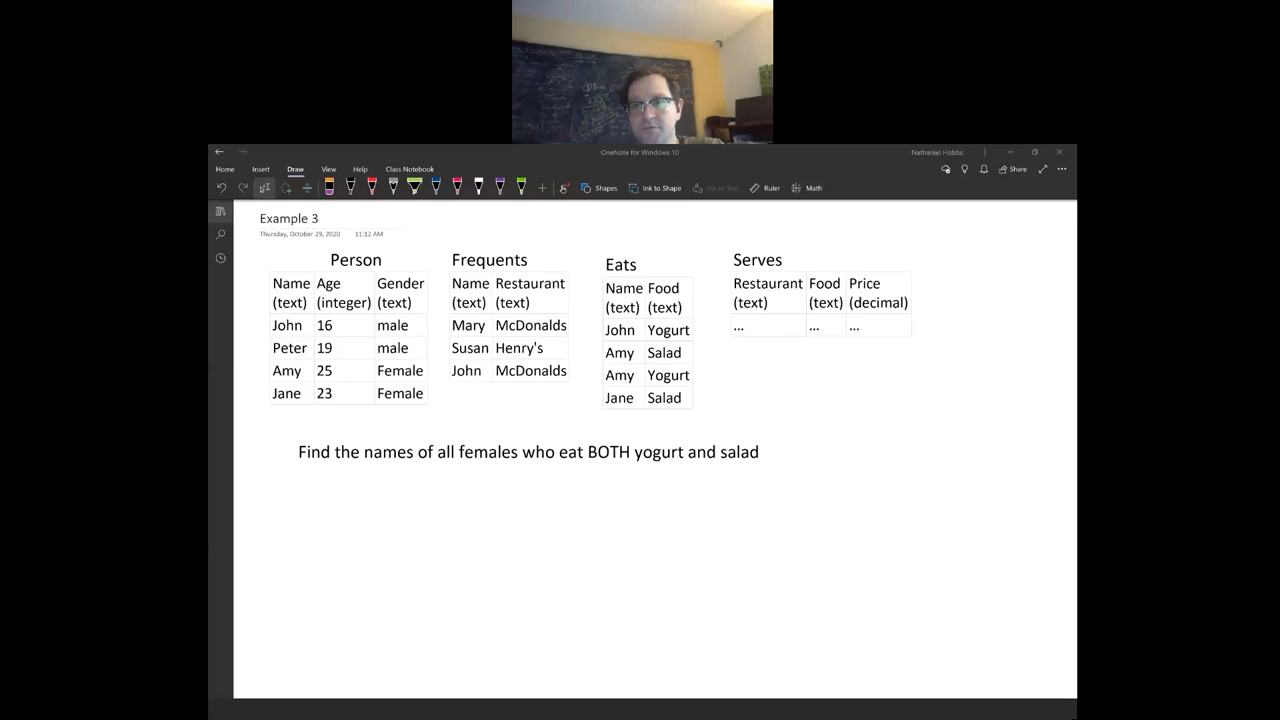 OneNote for Windows 10
Nathaniel Hobbs
Home Insert Draw View Help Class Notebook
Share
Shapes Ink to Shape Ink to Text Ruler Math
Example 3
Thursday, October 29, 2020 11:12 AM
Person
Name Age Gender
(text) (integer) (text)
John 16 male
Peter 19 male
Amy 25 Female
Jane 23 Female
Frequents
Name Restaurant
(text) (text)
Mary McDonalds
Susan Henry's
John McDonalds
Eats
Name Food
(text) (text)
John Yogurt
Amy Salad
Amy Yogurt
Jane Salad
Serves
Restaurant Food Price
(text) (text) (decimal)
... ... ...
Find the names of all females who eat BOTH yogurt and salad